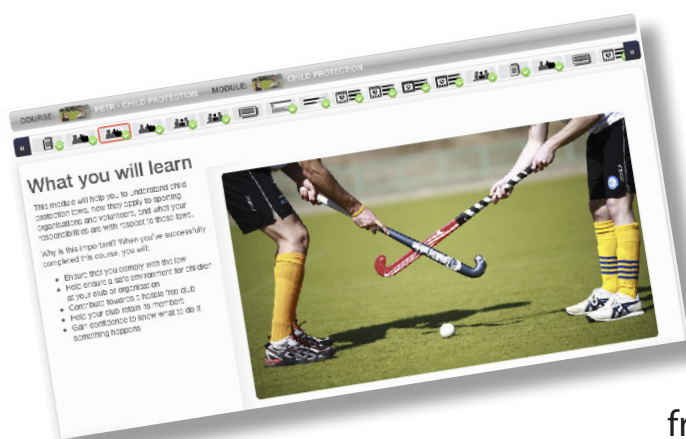 COURSE: PBTR - CHILD PROTECTION MODULE: CHILD PROTECTION
What you will learn
This module will help you to understand child
protection laws, how they apply to sporting
organisations and volunteers, and what your
responsibilities are with respect to these laws.
Why is this important? When you've successfully
completed this course, you will:
• Ensure that you comply with the law
• Help ensure a safe environment for children
at your club or organisation
• Contribute towards a hassle free club
• Help your club retain its members
• Gain confidence to know what to do if
something happens
fr